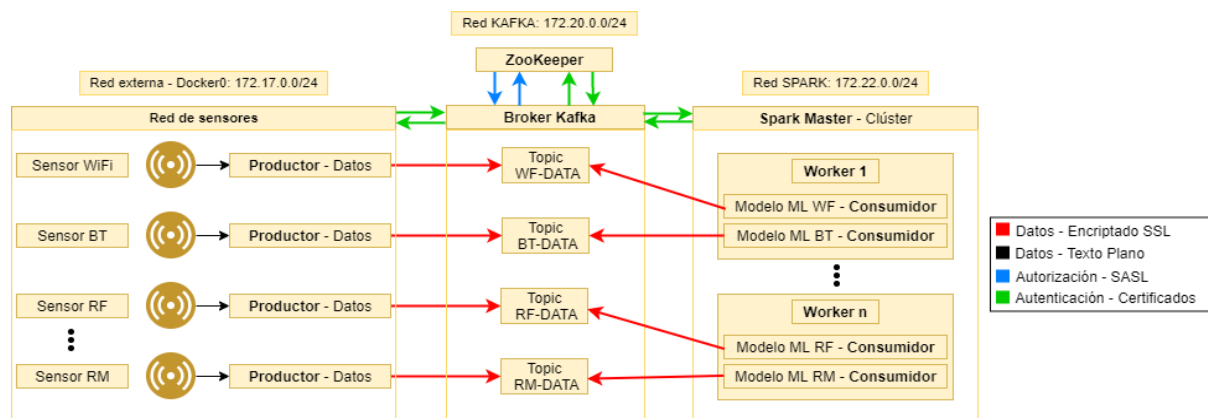 Red KAFKA: 172.20.0.0/24
ZooKeeper
Red externa - Docker0: 172.17.0.0/24
Red SPARK: 172.22.0.0/24
Red de sensores
Broker Kafka
Spark Master - Clúster
Sensor WiFi
Productor - Datos
Topic
WF-DATA
Worker 1
Modelo ML WF - Consumidor
Sensor BT
Productor - Datos
Topic
BT-DATA
Modelo ML BT - Consumidor
Sensor RF
Productor - Datos
Topic
RF-DATA
Worker n
Modelo ML RF - Consumidor
Sensor RM
Productor - Datos
Topic
RM-DATA
Modelo ML RM - Consumidor
Datos - Encriptado SSL
Datos - Texto Plano
Autorización - SASL
Autenticación - Certificados